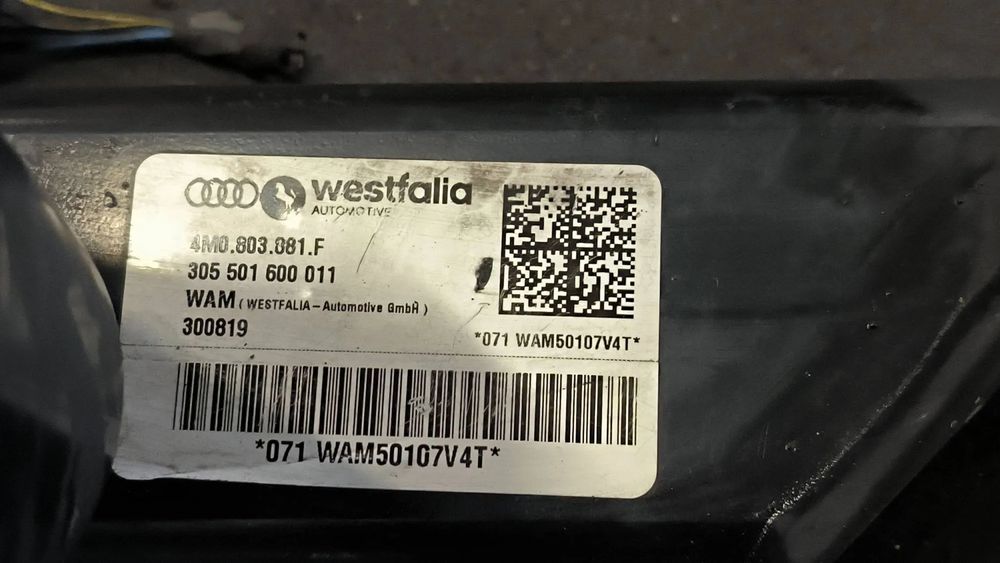 westfalia
AUTOMOTIVE
4M0.803.881.F
305 501 600 011
WAM ( WESTFALIA-Automotive GmbH )
300819
*071 WAM50107V4T*
*071 WAM50107V4T*